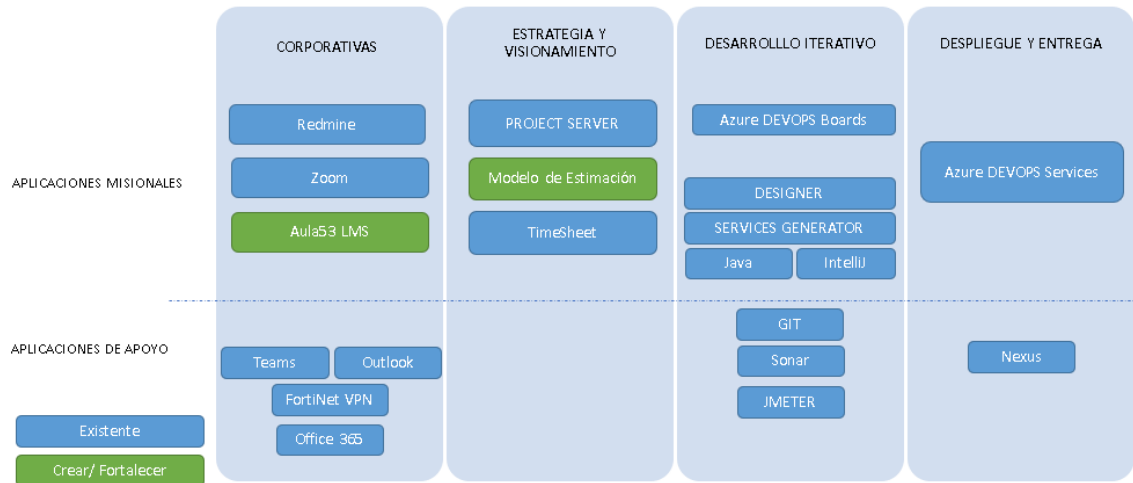 CORPORATIVAS
ESTRATEGIA Y
VISIONAMIENTO
DESARROLLLO ITERATIVO
DESPLIEGUE Y ENTREGA
APLICACIONES MISIONALES
Redmine
Zoom
Aula53 LMS
PROJECT SERVER
Modelo de Estimación
TimeSheet
Azure DEVOPS Boards
DESIGNER
SERVICES GENERATOR
Java
IntelliJ
Azure DEVOPS Services
APLICACIONES DE APOYO
Teams
Outlook
FortiNet VPN
Office 365
GIT
Sonar
JMETER
Nexus
Existente
Crear/ Fortalecer